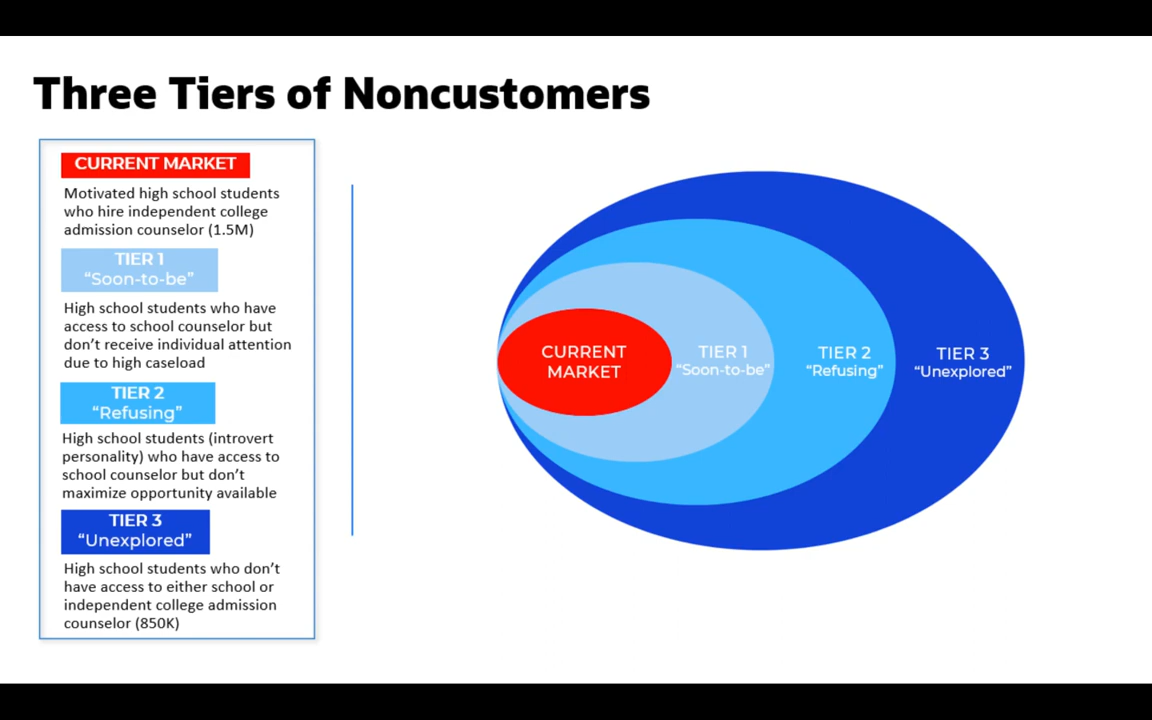 Three Tiers of Noncustomers
CURRENT MARKET
Motivated high school students
who hire independent college
admission counselor (1.5M)
TIER 1
“Soon-to-be”
High school students who have
access to school counselor but
don’t receive individual attention
due to high caseload
TIER 2
“Refusing”
High school students (introvert
personality) who have access to
school counselor but don’t
maximize opportunity available
TIER 3
“Unexplored”
High school students who don’t
have access to either school or
independent college admission
counselor (850K)
CURRENT
MARKET
TIER 1
“Soon-to-be”
TIER 2
“Refusing”
TIER 3
“Unexplored”